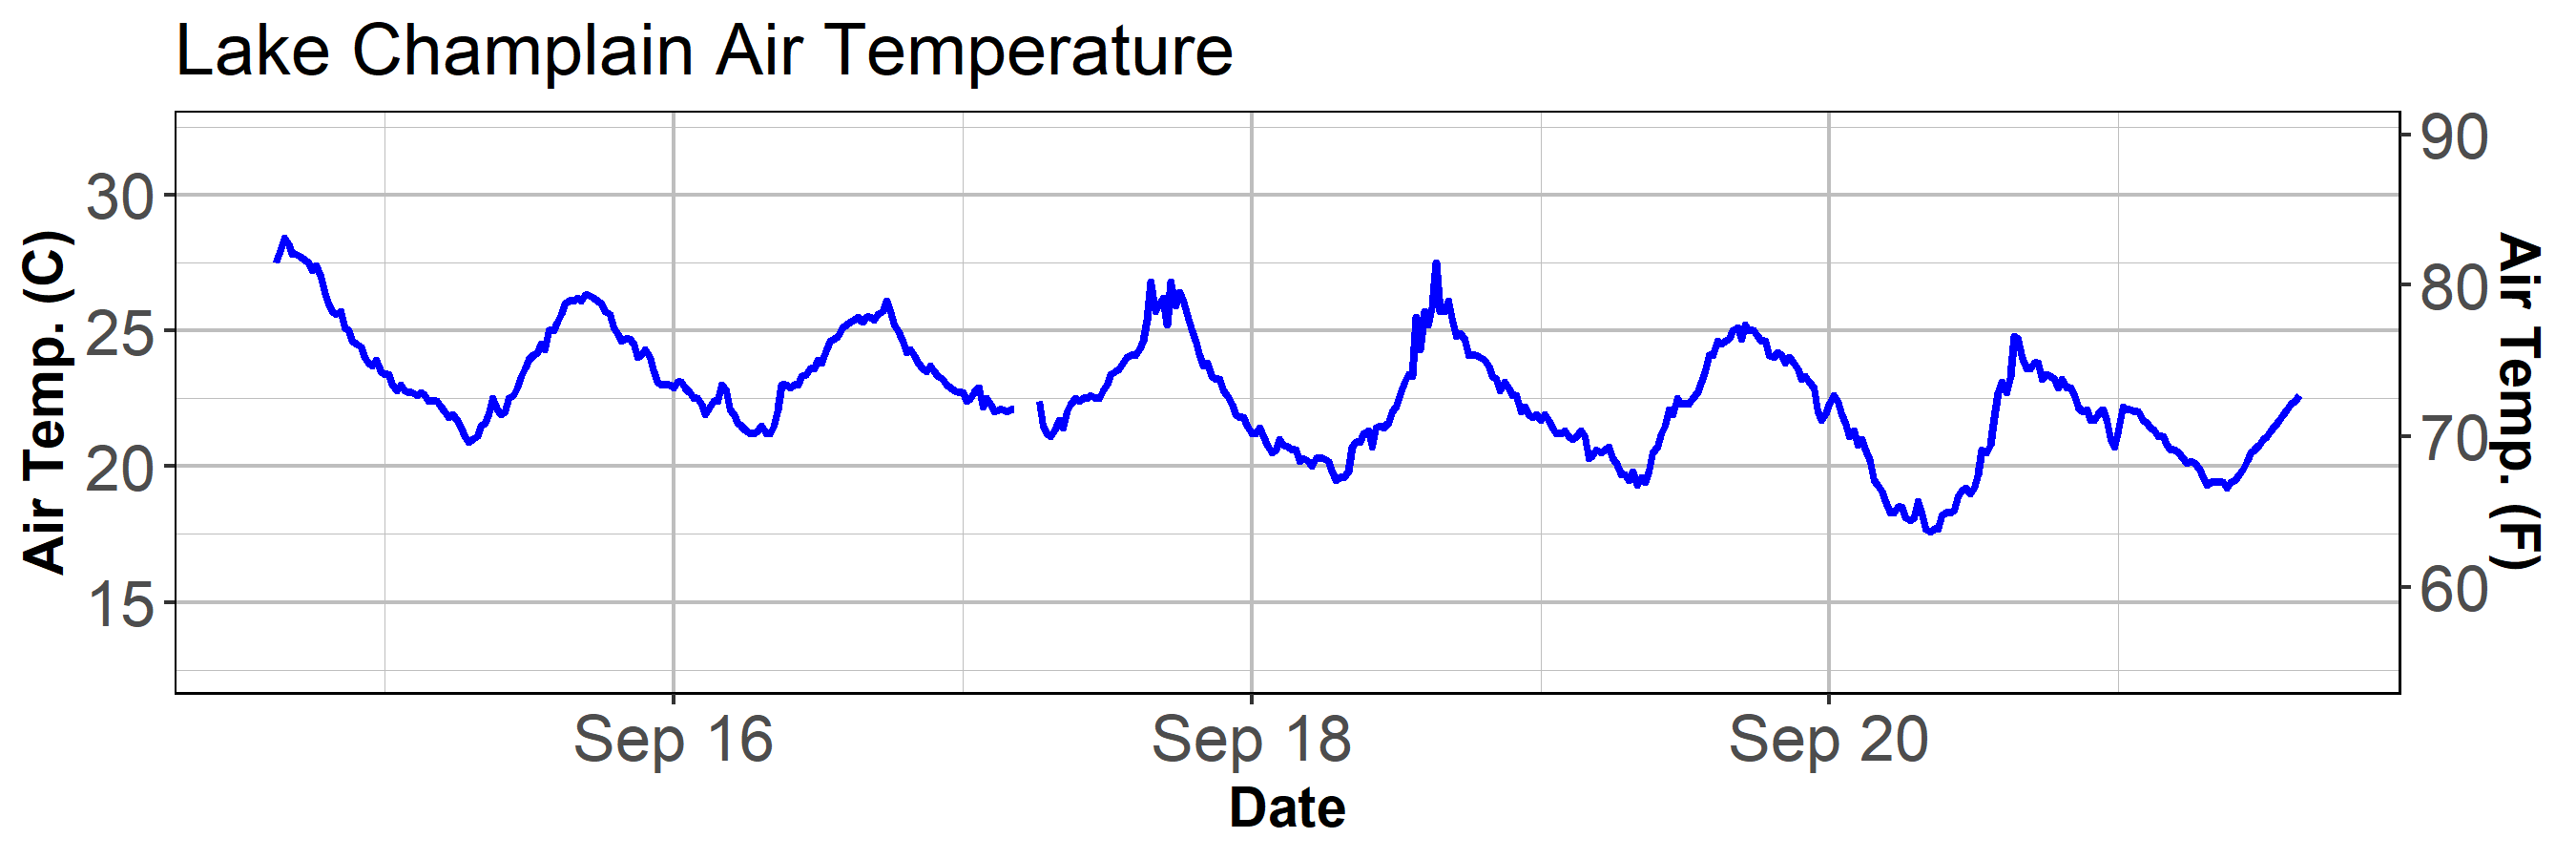 Lake Champlain Air Temperature
Air Temp. (C)
30
25
20
15
90
80
70
60
Air Temp. (F)
Sep 16
Sep 18
Sep 20
Date